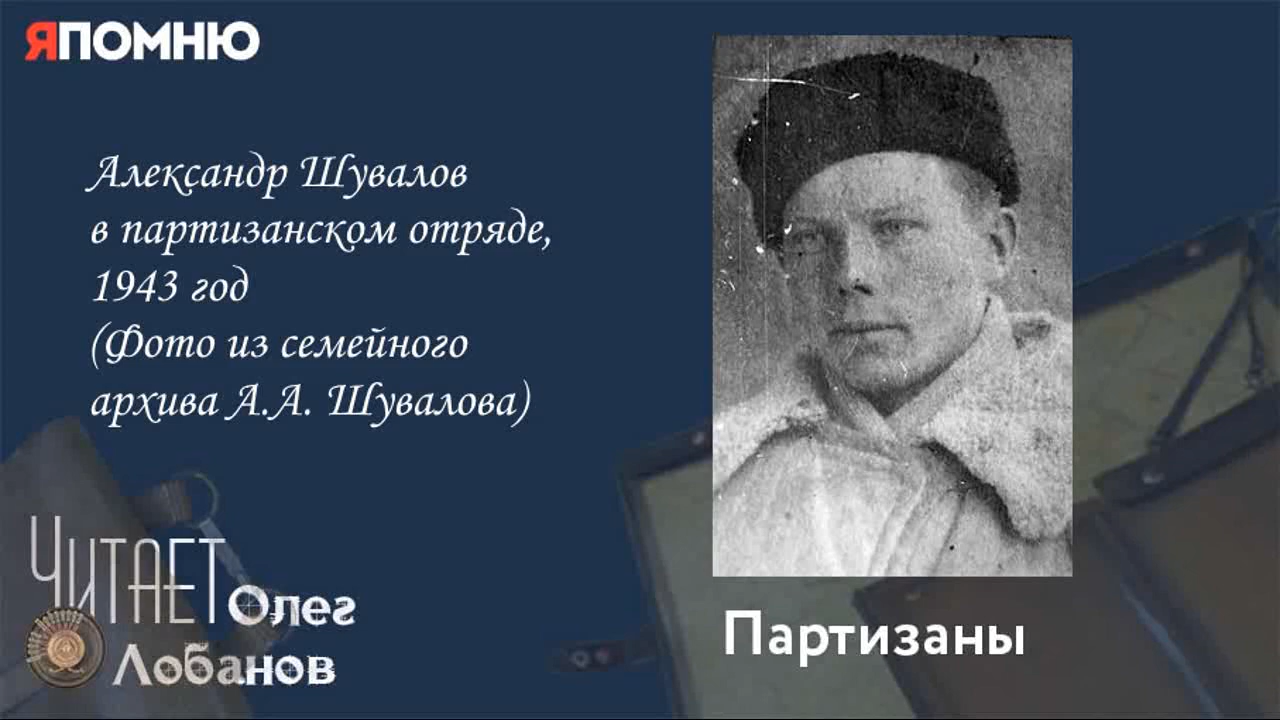 ЯПОМНЮ
Александр Шувалов
в партизанском отряде,
1943 год
(Фото из семейного
архива А.А. Шувалова)
Читает
Олег
Лобанов
Партизаны